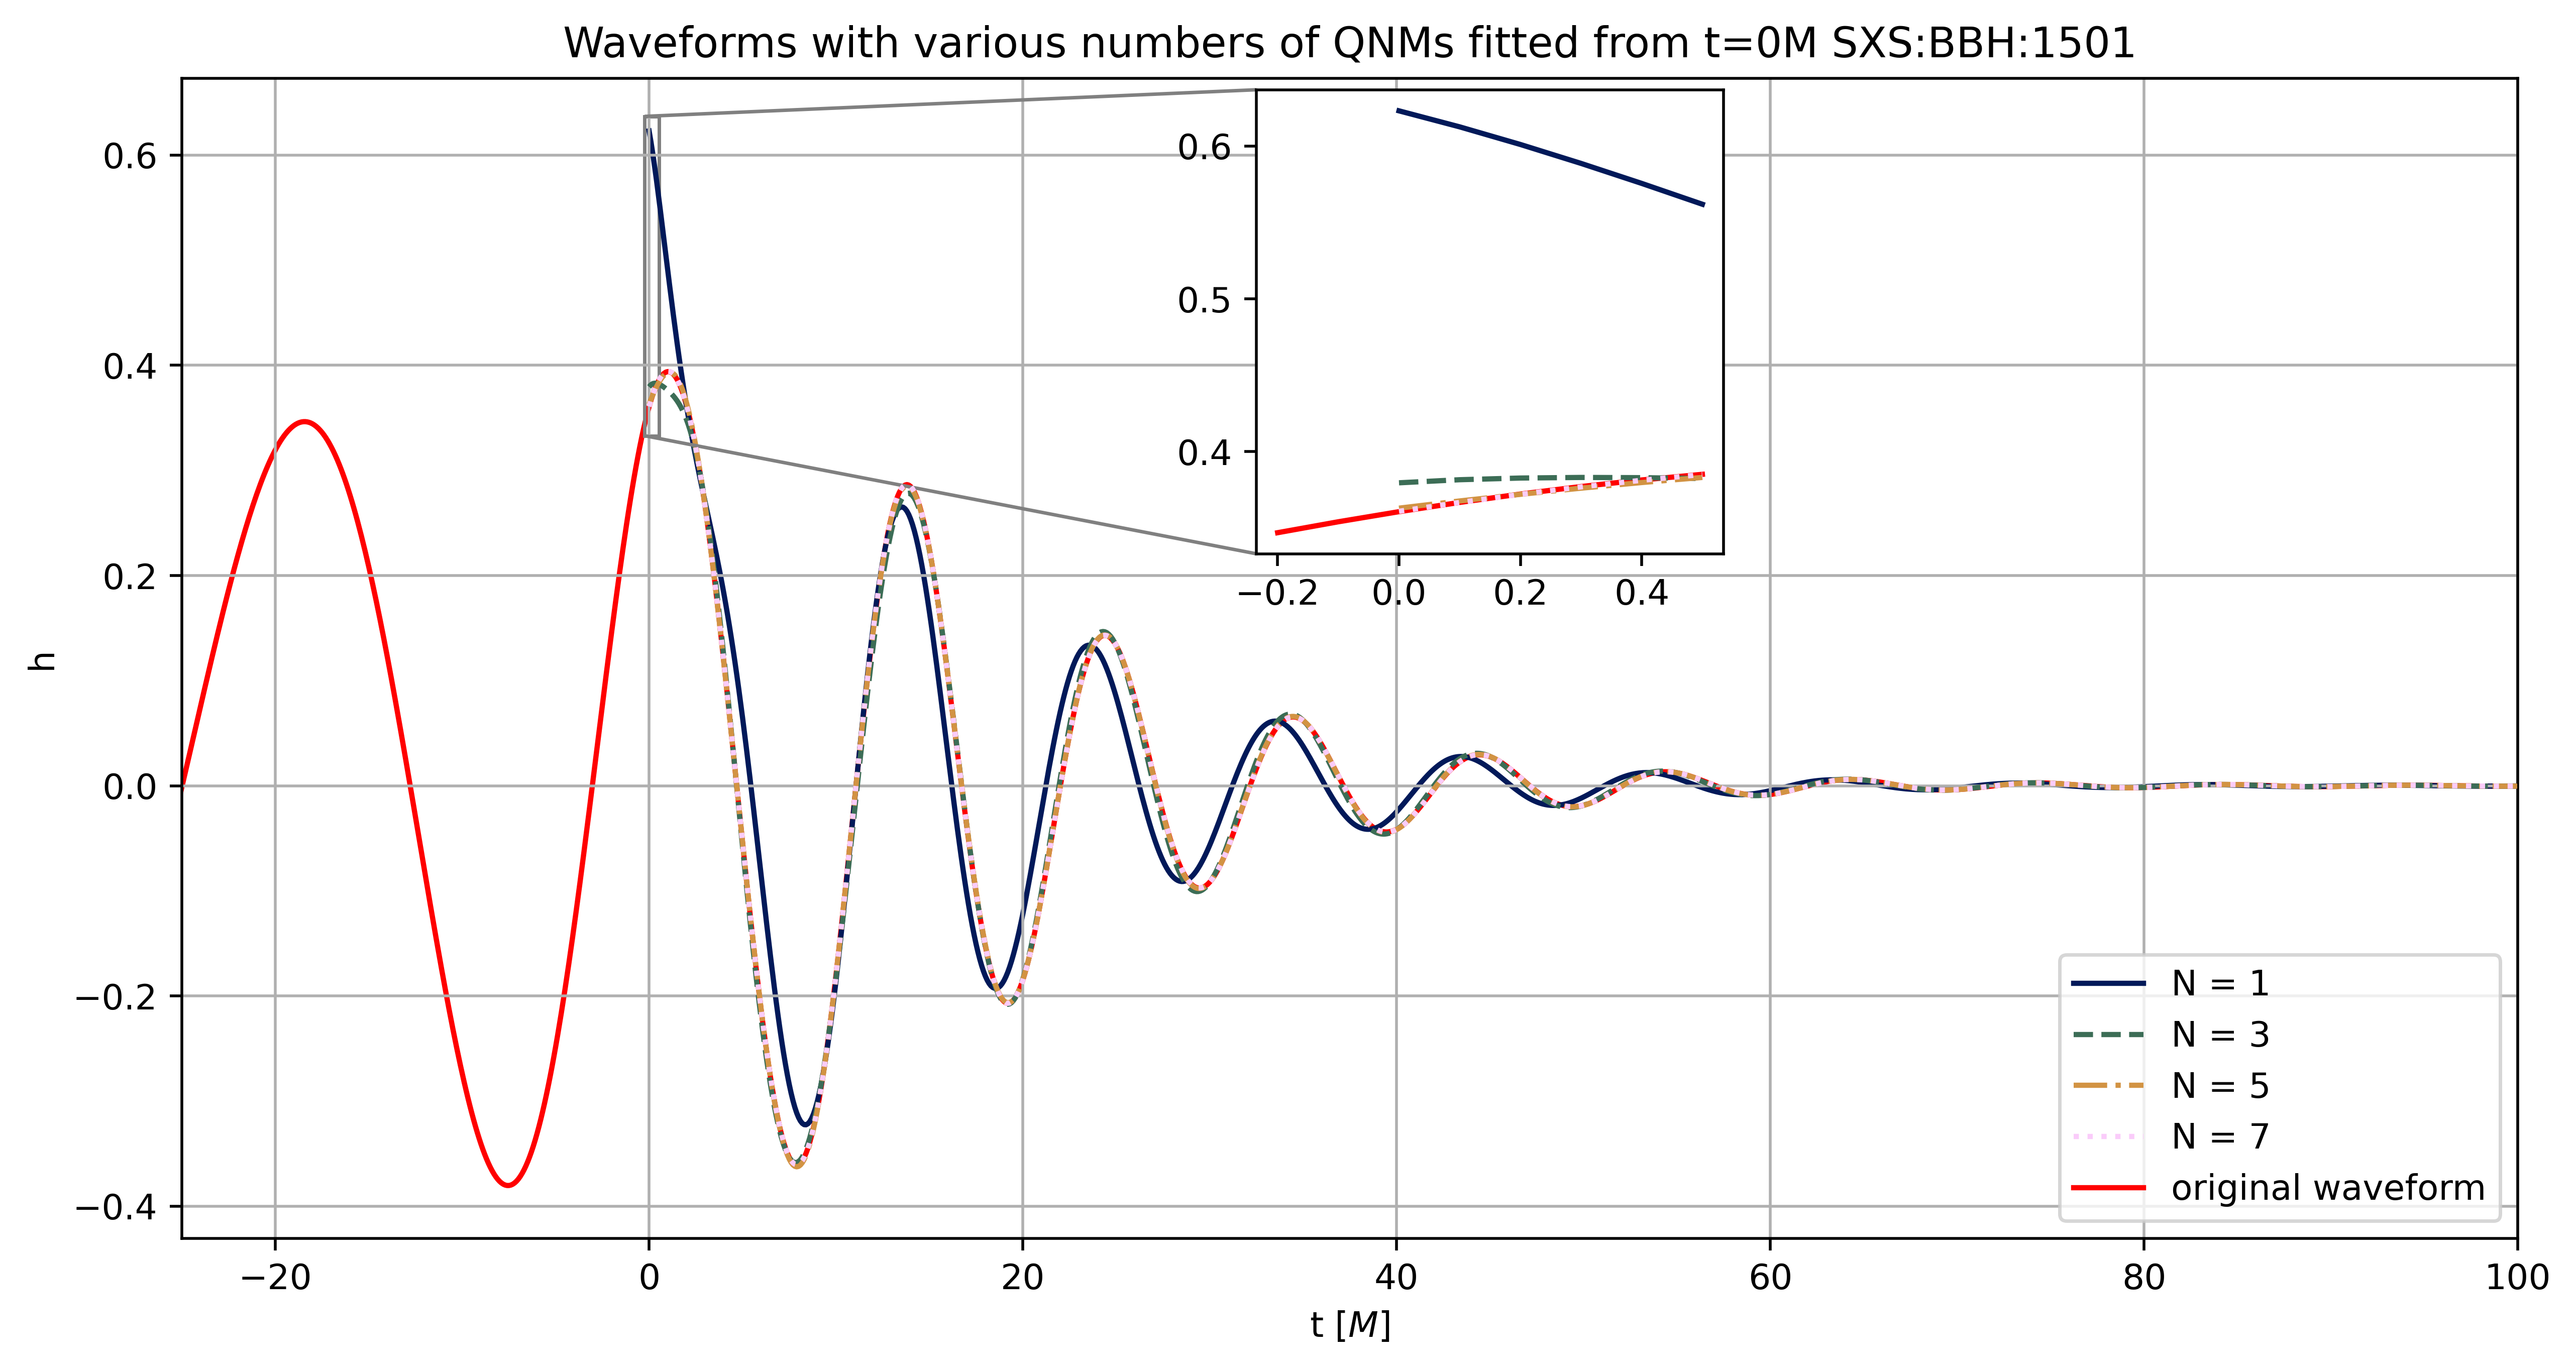 Waveforms with various numbers of QNMs fitted from t=0M SXS:BBH:1501
0.6
0.4
0.2
0.0
−0.2
−0.4
h
0.6
0.5
0.4
−0.2 0.0 0.2 0.4
N = 1
N = 3
N = 5
N = 7
original waveform
−20 0 20 40 60 80 100
t [M]